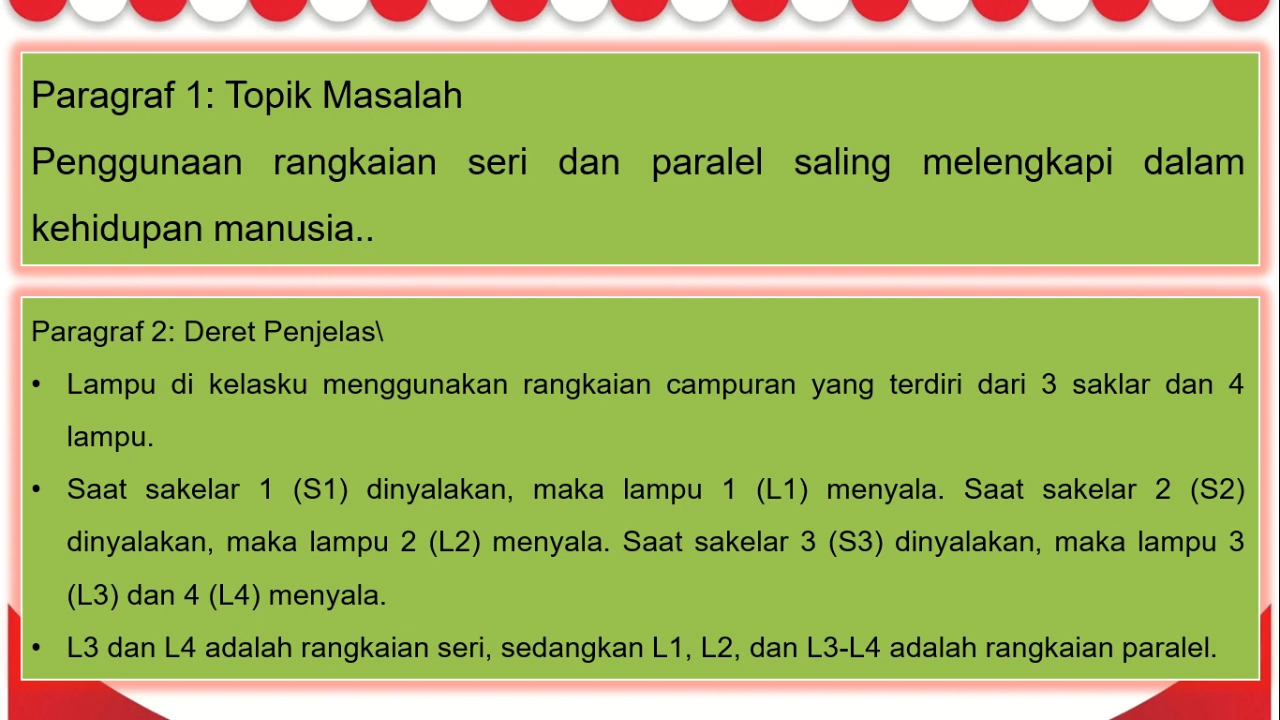 Paragraf 1: Topik Masalah
Penggunaan rangkaian seri dan paralel saling melengkapi dalam
kehidupan manusia..
Paragraf 2: Deret Penjelas\
• Lampu di kelasku menggunakan rangkaian campuran yang terdiri dari 3 saklar dan 4
lampu.
• Saat sakelar 1 (S1) dinyalakan, maka lampu 1 (L1) menyala. Saat sakelar 2 (S2)
dinyalakan, maka lampu 2 (L2) menyala. Saat sakelar 3 (S3) dinyalakan, maka lampu 3
(L3) dan 4 (L4) menyala.
• L3 dan L4 adalah rangkaian seri, sedangkan L1, L2, dan L3-L4 adalah rangkaian paralel.